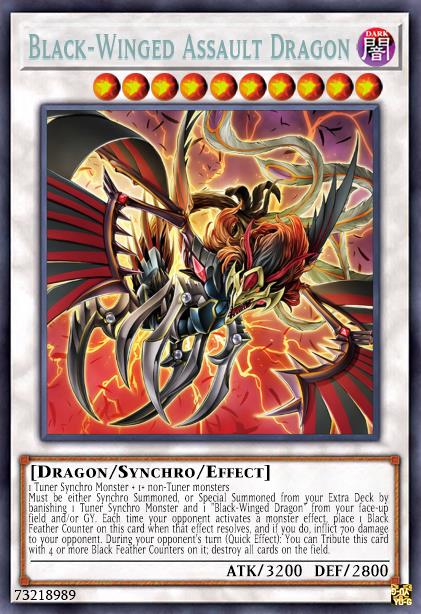 Black-Winged Assault Dragon
DARK
闇
[Dragon/Synchro/Effect]
1 Tuner Synchro Monster + 1+ non-Tuner monsters
Must be either Synchro Summoned, or Special Summoned from your Extra Deck by
banishing 1 Tuner Synchro Monster and 1 "Black-Winged Dragon" from your face-up
field and/or GY. Each time your opponent activates a monster effect, place 1 Black
Feather Counter on this card when that effect resolves, and if you do, inflict 700 damage
to your opponent. During your opponent's turn (Quick Effect): You can Tribute this card
with 4 or more Black Feather Counters on it; destroy all cards on the field.
ATK/3200 DEF/2800
73218989